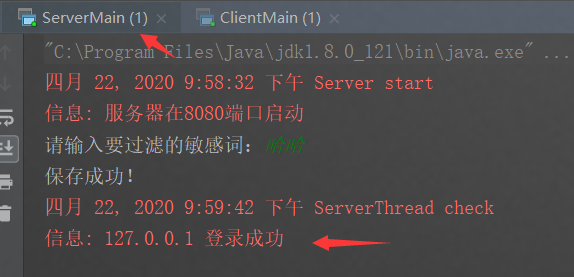 ServerMain (1) × ClientMain (1) ×
"C:\Program Files\Java\jdk1.8.0_121\bin\java.exe" ...
四月 22, 2020 9:58:32 下午 Server start
信息: 服务器在8080端口启动
请输入要过滤的敏感词: 哈哈
保存成功!
四月 22, 2020 9:59:42 下午 ServerThread check
信息: 127.0.0.1 登录成功